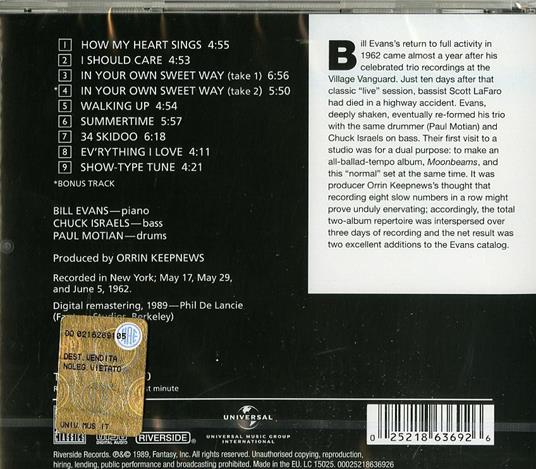 1 HOW MY HEART SINGS 4:55
2 I SHOULD CARE 4:53
3 IN YOUR OWN SWEET WAY (take 1) 6:56
*4 IN YOUR OWN SWEET WAY (take 2) 5:50
5 WALKING UP 4:54
6 SUMMERTIME 5:57
7 34 SKIDOO 6:18
8 EV'RYTHING I LOVE 4:11
9 SHOW-TYPE TUNE 4:21
*BONUS TRACK
BILL EVANS—piano
CHUCK ISRAELS—bass
PAUL MOTIAN—drums
Produced by ORRIN KEEPNEWS
Recorded in New York; May 17, May 29,
and June 5, 1962.
Digital remastering, 1989—Phil De Lancie
(Fantasy Studios, Berkeley)
minute
Bill Evans's return to full activity in
1962 came almost a year after his
celebrated trio recordings at the
Village Vanguard. Just ten days after that
classic "live" session, bassist Scott LaFaro
had died in a highway accident. Evans,
deeply shaken, eventually re-formed his trio
with the same drummer (Paul Motian) and
Chuck Israels on bass. Their first visit to a
studio was for a dual purpose: to make an
all-ballad-tempo album, Moonbeams, and
this "normal" set at the same time. It was
producer Orrin Keepnews's thought that
recording eight slow numbers in a row might
prove unduly enervating; accordingly, the total
two-album repertoire was interspersed over
three days of recording and the net result was
two excellent additions to the Evans catalog.
00 0216269105
DEST. VENDITA
NOLEG. VIETATO
UNIV. MUS IT
CLASSICS
DIGITAL AUDIO
RIVERSIDE
UNIVERSAL
UNIVERSAL MUSIC GROUP
INTERNATIONAL
0 25218 63692 6
Riverside Records. ℗&© 1989, Fantasy, Inc. All Rights Reserved. Unauthorised copying, reproduction,
hiring, lending, public performance and broadcasting prohibited. Made in the EU. LC 15025. 00025218636926